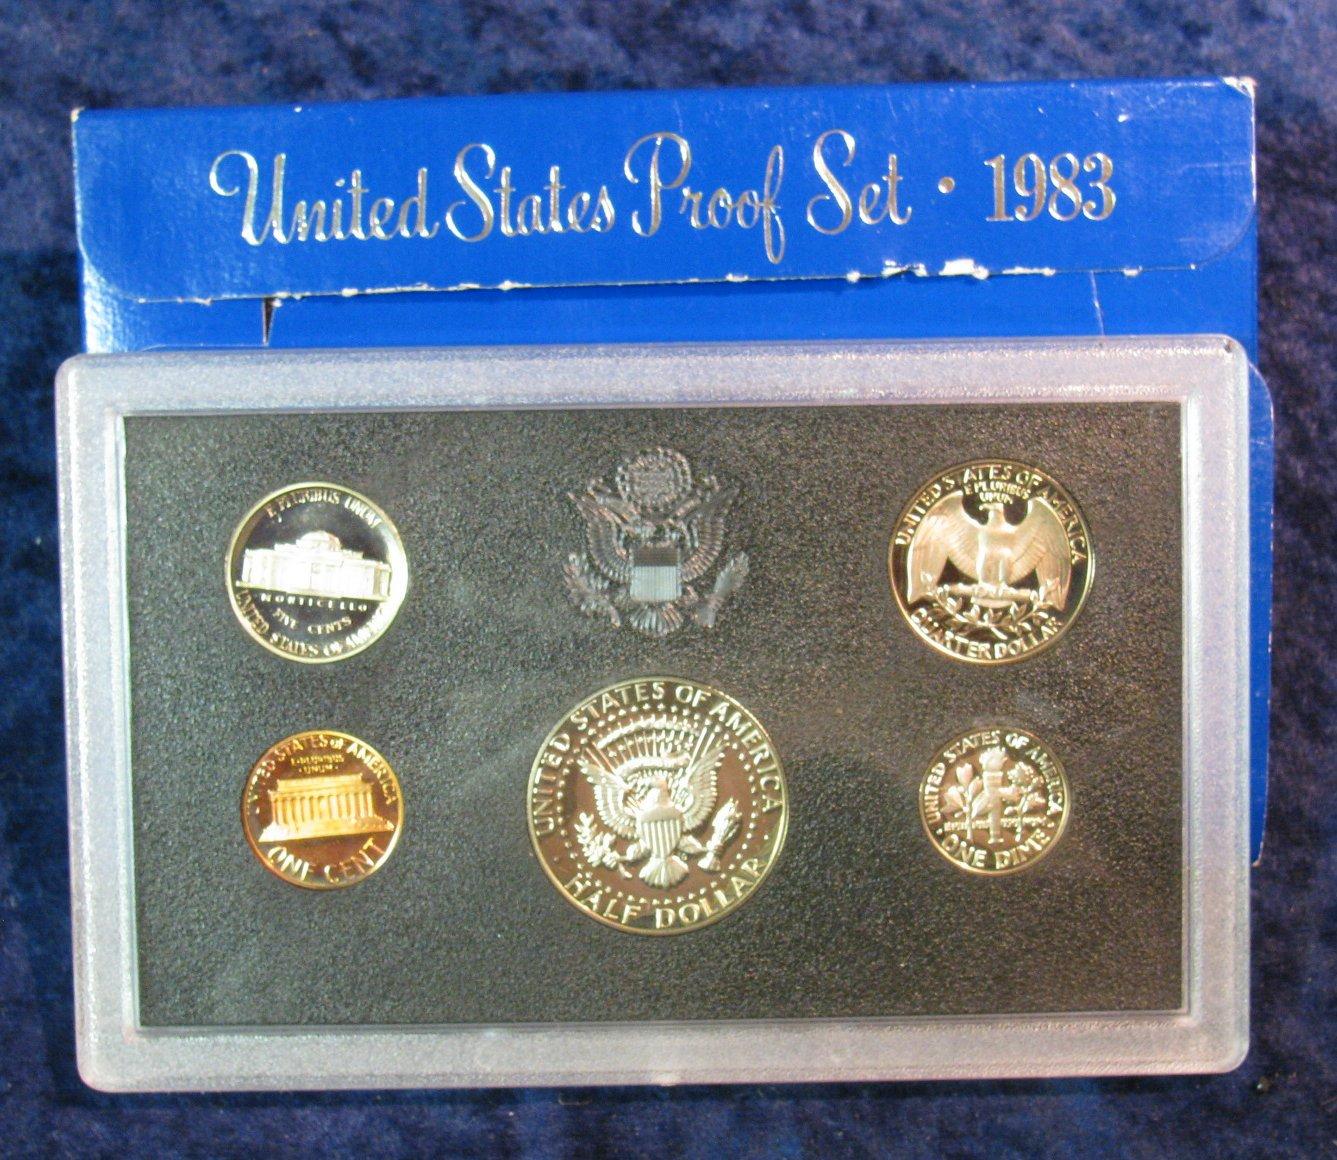 United States Proof Set · 1983
E PLURIBUS UNUM
MONTICELLO
FIVE CENTS
UNITED STATES OF AMERICA
UNITED STATES OF AMERICA
E PLURIBUS
UNUM
QUARTER DOLLAR
UNITED STATES OF AMERICA
E·PLURIBUS
·UNUM·
ONE CENT
UNITED STATES OF AMERICA
HALF DOLLAR
UNITED STATES OF AMERICA
·ONE DIME·